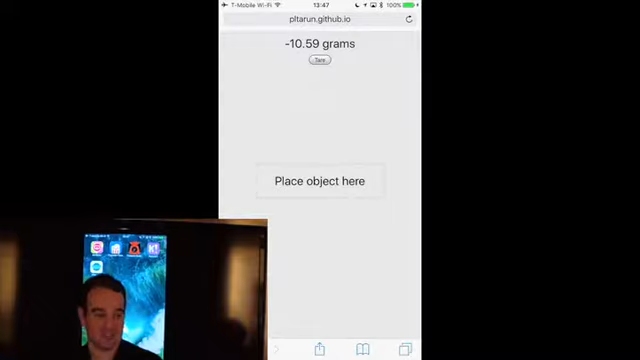 T-Mobile Wi-Fi 13:47 100%
pltarun.github.io
-10.59 grams
Tare
Place object here